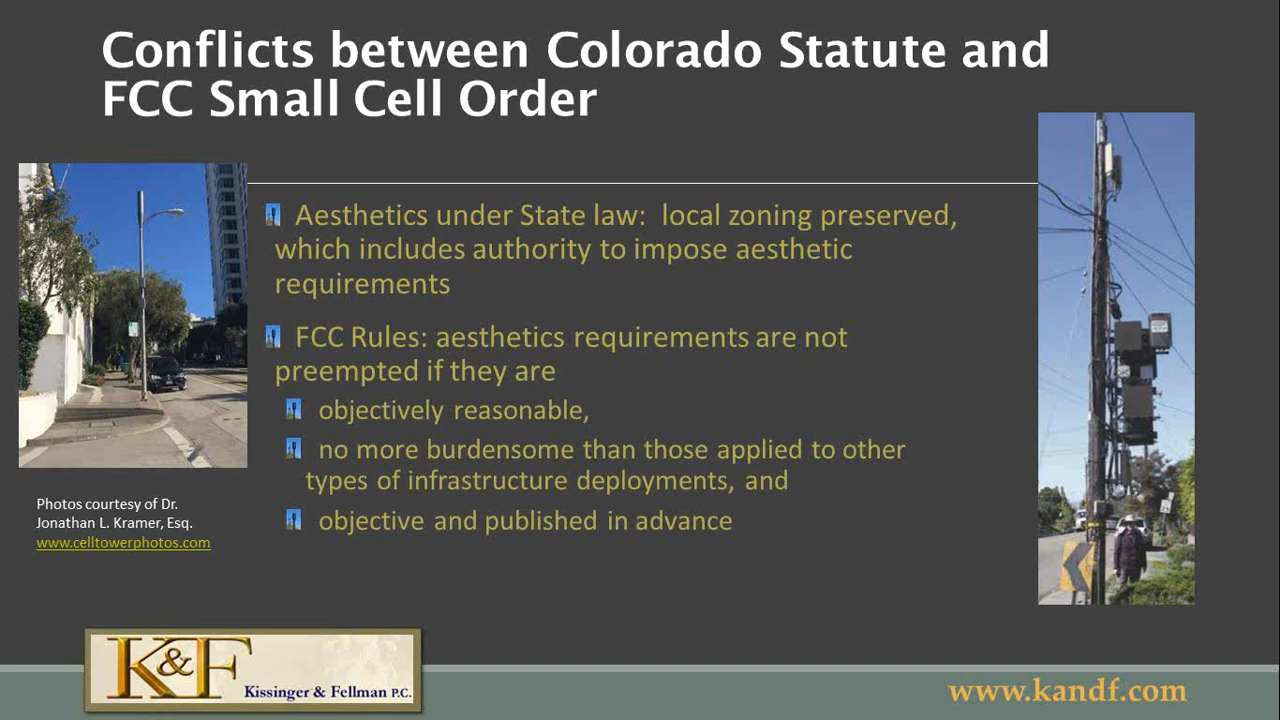 Conflicts between Colorado Statute and
FCC Small Cell Order
Aesthetics under State law: local zoning preserved,
which includes authority to impose aesthetic
requirements
FCC Rules: aesthetics requirements are not
preempted if they are
objectively reasonable,
no more burdensome than those applied to other
types of infrastructure deployments, and
objective and published in advance
Photos courtesy of Dr.
Jonathan L. Kramer, Esq.
www.celltowerphotos.com
K&F
Kissinger & Fellman P.C.
www.kandf.com